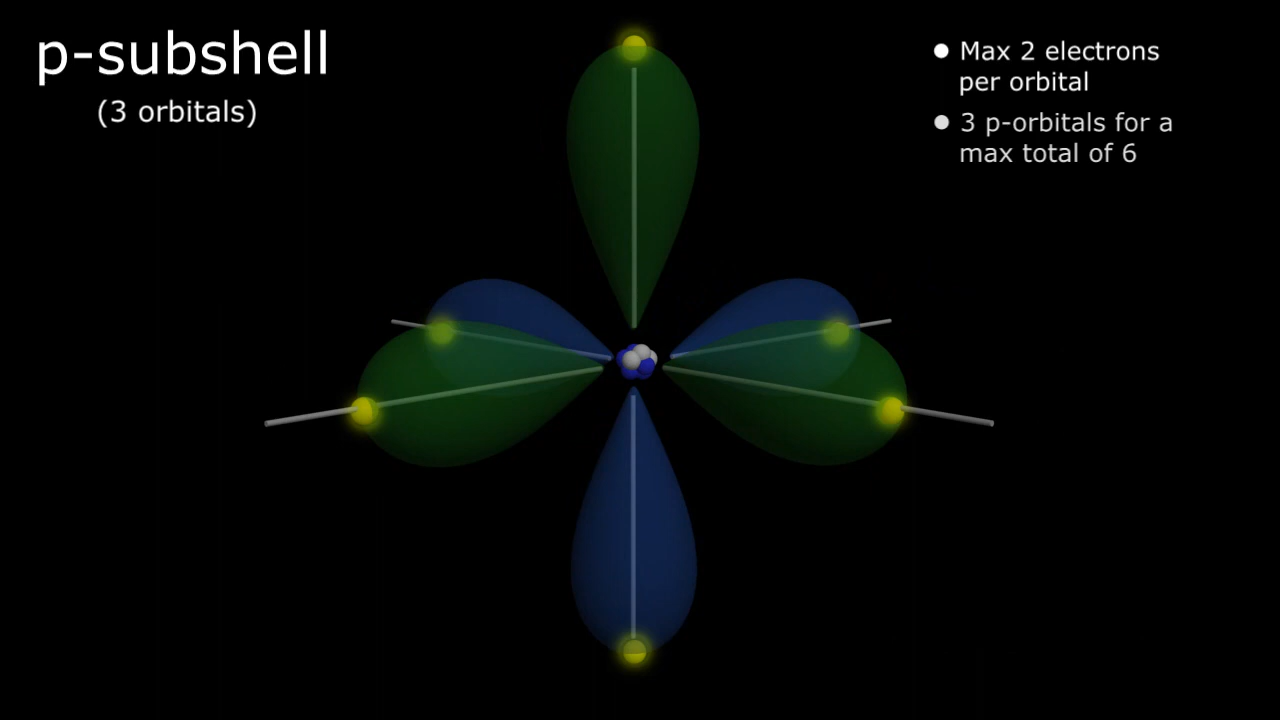 p-subshell
(3 orbitals)
Max 2 electrons
per orbital
3 p-orbitals for a
max total of 6